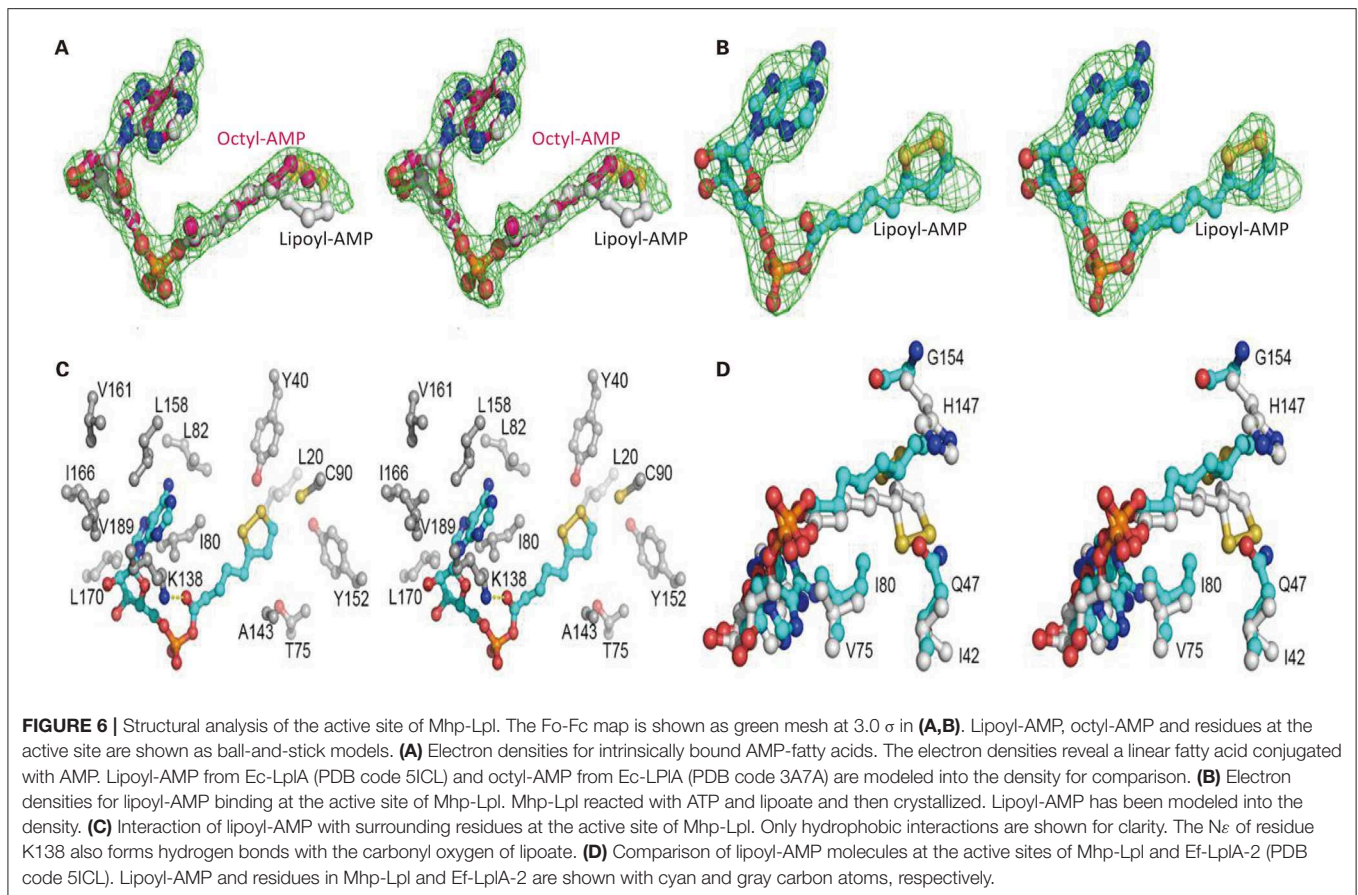 A
B
Octyl-AMP
Octyl-AMP
Lipoyl-AMP
Lipoyl-AMP
Lipoyl-AMP
Lipoyl-AMP
C
D
V161
L158
L82
Y40
L20
C90
I166
V189
I80
K138
L170
Y152
A143
T75
V161
L158
L82
Y40
L20
C90
I166
V189
I80
K138
L170
Y152
A143
T75
G154
H147
I80
Q47
V75
I42
G154
H147
I80
Q47
V75
I42
FIGURE 6 | Structural analysis of the active site of Mhp-Lpl. The Fo-Fc map is shown as green mesh at 3.0 σ in (A,B). Lipoyl-AMP, octyl-AMP and residues at the
active site are shown as ball-and-stick models. (A) Electron densities for intrinsically bound AMP-fatty acids. The electron densities reveal a linear fatty acid conjugated
with AMP. Lipoyl-AMP from Ec-LplA (PDB code 5ICL) and octyl-AMP from Ec-LPlA (PDB code 3A7A) are modeled into the density for comparison. (B) Electron
densities for lipoyl-AMP binding at the active site of Mhp-Lpl. Mhp-Lpl reacted with ATP and lipoate and then crystallized. Lipoyl-AMP has been modeled into the
density. (C) Interaction of lipoyl-AMP with surrounding residues at the active site of Mhp-Lpl. Only hydrophobic interactions are shown for clarity. The Nε of residue
K138 also forms hydrogen bonds with the carbonyl oxygen of lipoate. (D) Comparison of lipoyl-AMP molecules at the active sites of Mhp-Lpl and Ef-LplA-2 (PDB
code 5ICL). Lipoyl-AMP and residues in Mhp-Lpl and Ef-LplA-2 are shown with cyan and gray carbon atoms, respectively.